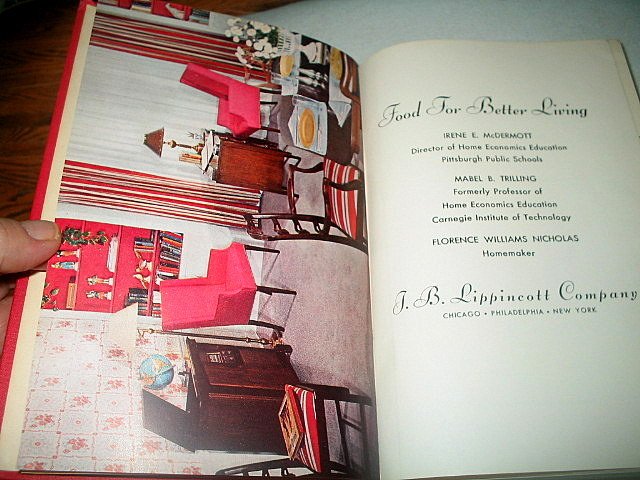 Food For Better Living
IRENE E. McDERMOTT
Director of Home Economics Education
Pittsburgh Public Schools
MABEL B. TRILLING
Formerly Professor of
Home Economics Education
Carnegie Institute of Technology
FLORENCE WILLIAMS NICHOLAS
Homemaker
J. B. Lippincott Company
CHICAGO • PHILADELPHIA • NEW YORK